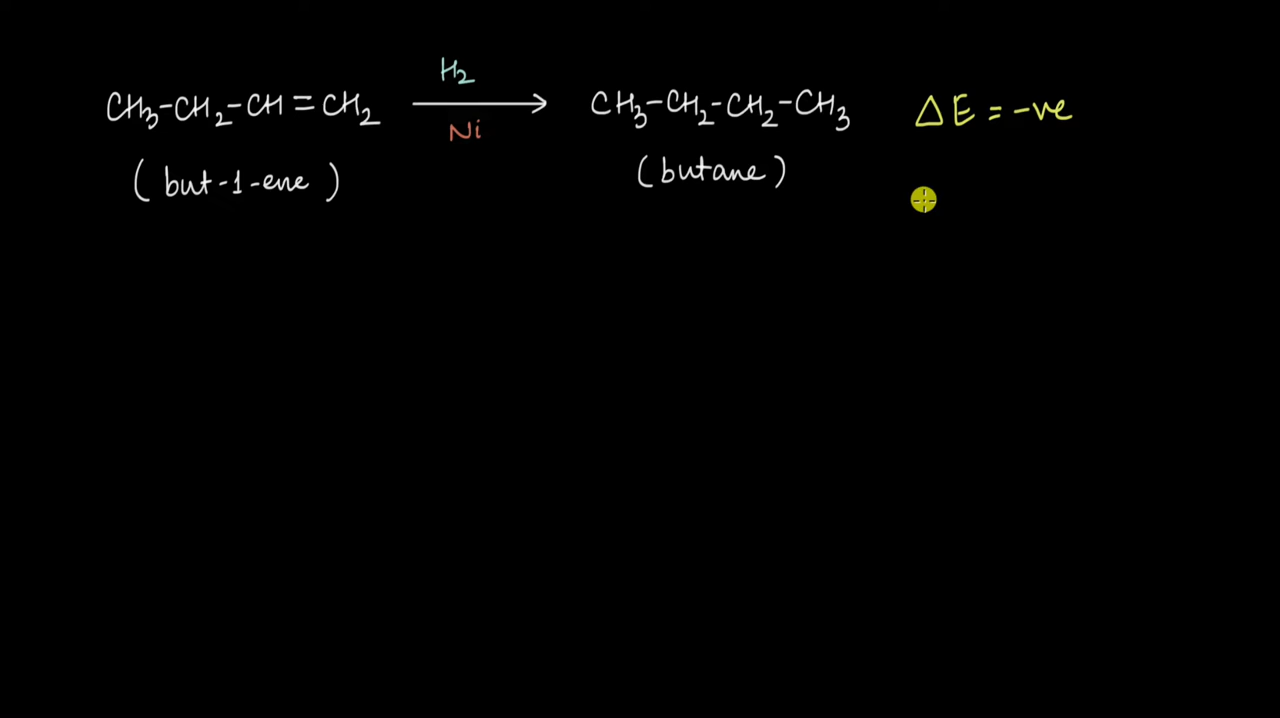 CH₃-CH₂-CH=CH₂ H₂ Ni CH₃-CH₂-CH₂-CH₃ ΔE = -ve
(but-1-ene) (butane)